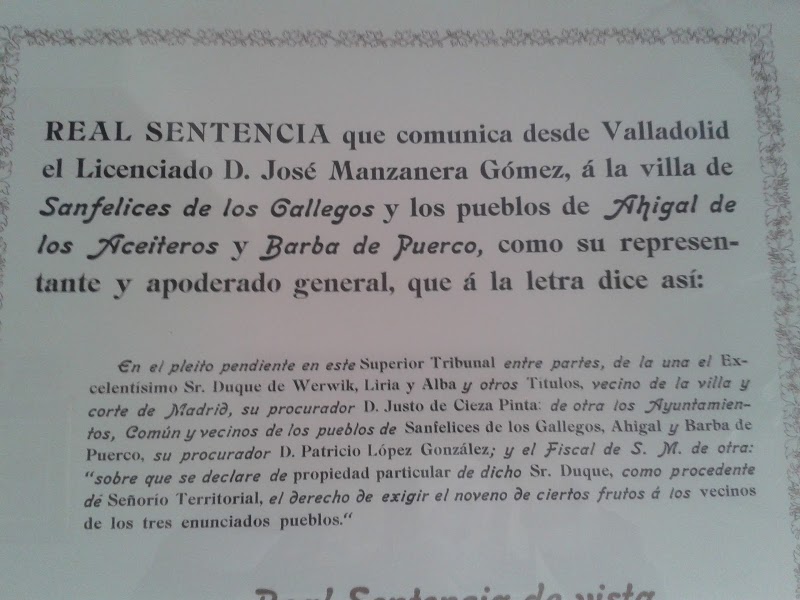 REAL SENTENCIA que comunica desde Valladolid
el Licenciado D. José Manzanera Gómez, á la villa de
Sanfelices de los Gallegos y los pueblos de Ahigal de
los Aceiteros y Barba de Puerco, como su represen-
tante y apoderado general, que á la letra dice así:
En el pleito pendiente en este Superior Tribunal entre partes, de la una el Ex-
celentísimo Sr. Duque de Werwik, Liria y Alba y otros Títulos, vecino de la villa y
corte de Madrid, su procurador D. Justo de Cieza Pinta: de otra los Ayuntamien-
tos, Común y vecinos de los pueblos de Sanfelices de los Gallegos, Ahigal y Barba de
Puerco, su procurador D. Patricio López González; y el Fiscal de S. M. de otra:
"sobre que se declare de propiedad particular de dicho Sr. Duque, como procedente
dé Señorío Territorial, el derecho de exigir el noveno de ciertos frutos á los vecinos
de los tres enunciados pueblos."
Real Sentencia de vista